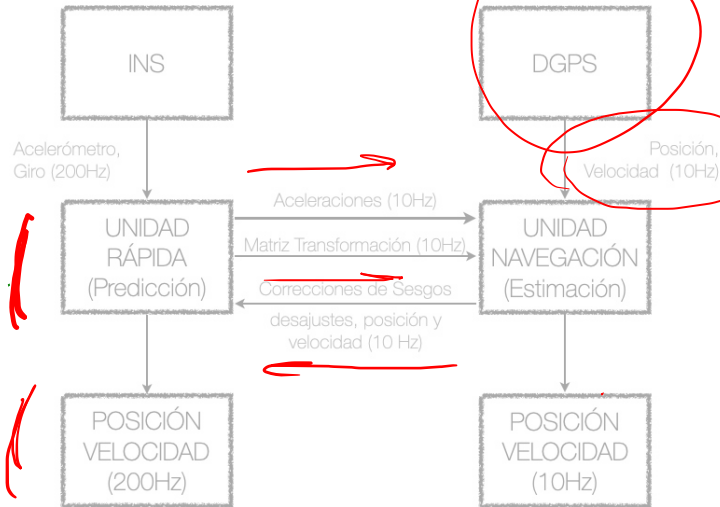 INS
DGPS
Acelerómetro,
Giro (200Hz)
Posición,
Velocidad (10Hz)
Aceleraciones (10Hz)
UNIDAD
RÁPIDA
(Predicción)
Matriz Transformación (10Hz)
UNIDAD
NAVEGACIÓN
(Estimación)
Correcciones de Sesgos
desajustes, posición y
velocidad (10 Hz)
POSICIÓN
VELOCIDAD
(200Hz)
POSICIÓN
VELOCIDAD
(10Hz)